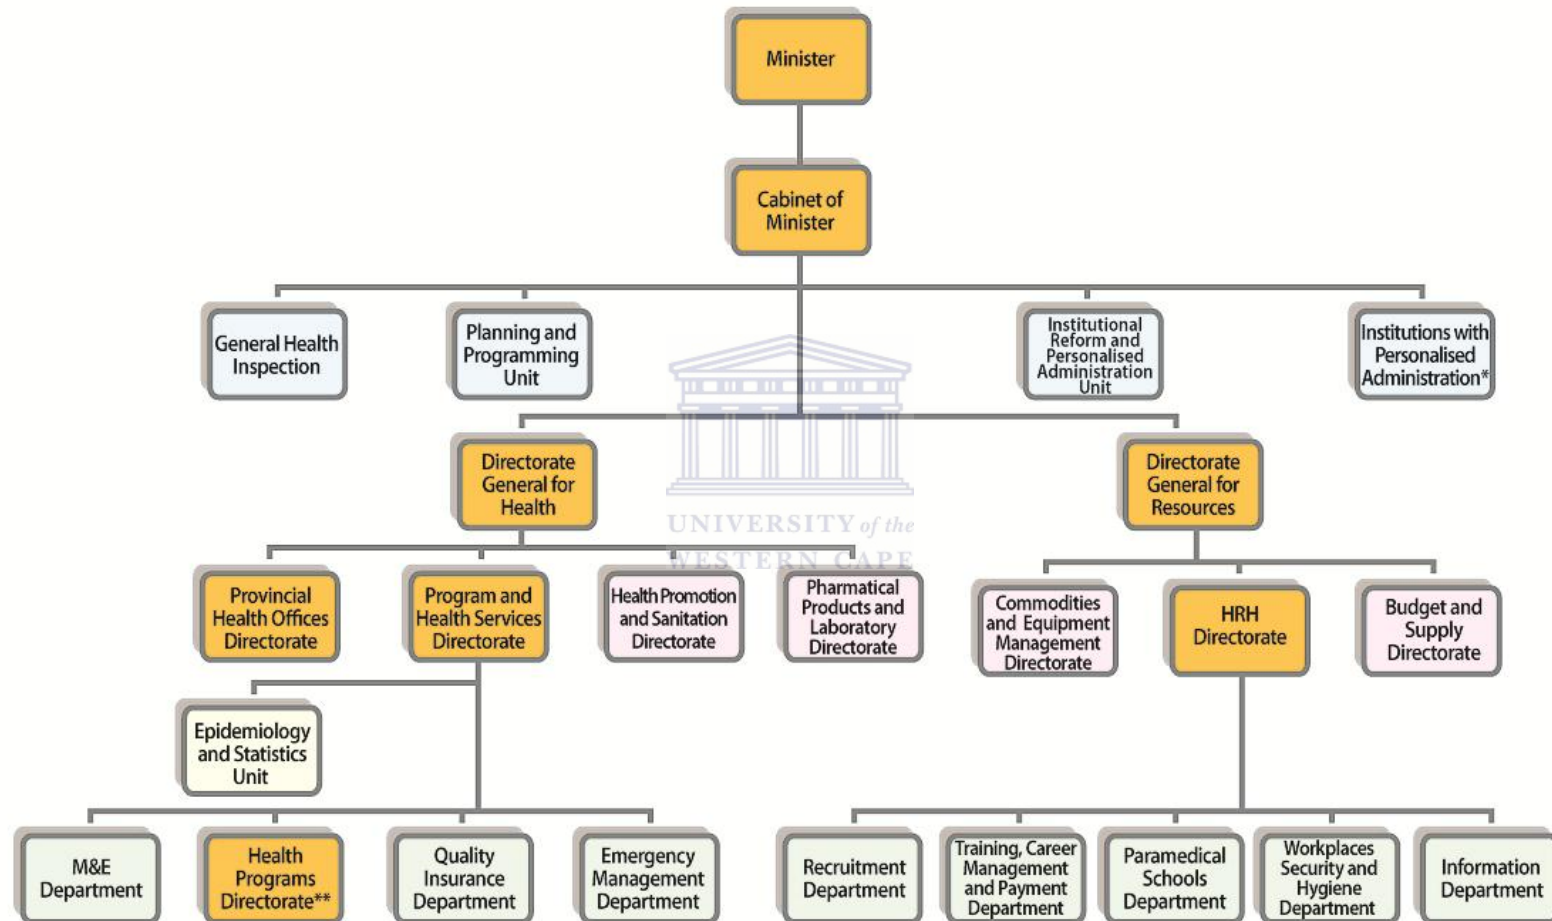 Minister
Cabinet of
Minister
General Health
Inspection
Planning and
Programming
Unit
Institutional
Reform and
Personalised
Administration
Unit
Institutions with
Personalised
Administration*
Directorate
General for
Health
Directorate
General for
Resources
UNIVERSITY of the
WESTERN CAPE
Provincial
Health Offices
Directorate
Program and
Health Services
Directorate
Health Promotion
and Sanitation
Directorate
Pharmatical
Products and
Laboratory
Directorate
Commodities
and Equipment
Management
Directorate
HRH
Directorate
Budget and
Supply
Directorate
Epidemiology
and Statistics
Unit
M&E
Department
Health
Programs
Directorate**
Quality
Insurance
Department
Emergency
Management
Department
Recruitment
Department
Training, Career
Management
and Payment
Department
Paramedical
Schools
Department
Workplaces
Security and
Hygiene
Department
Information
Department